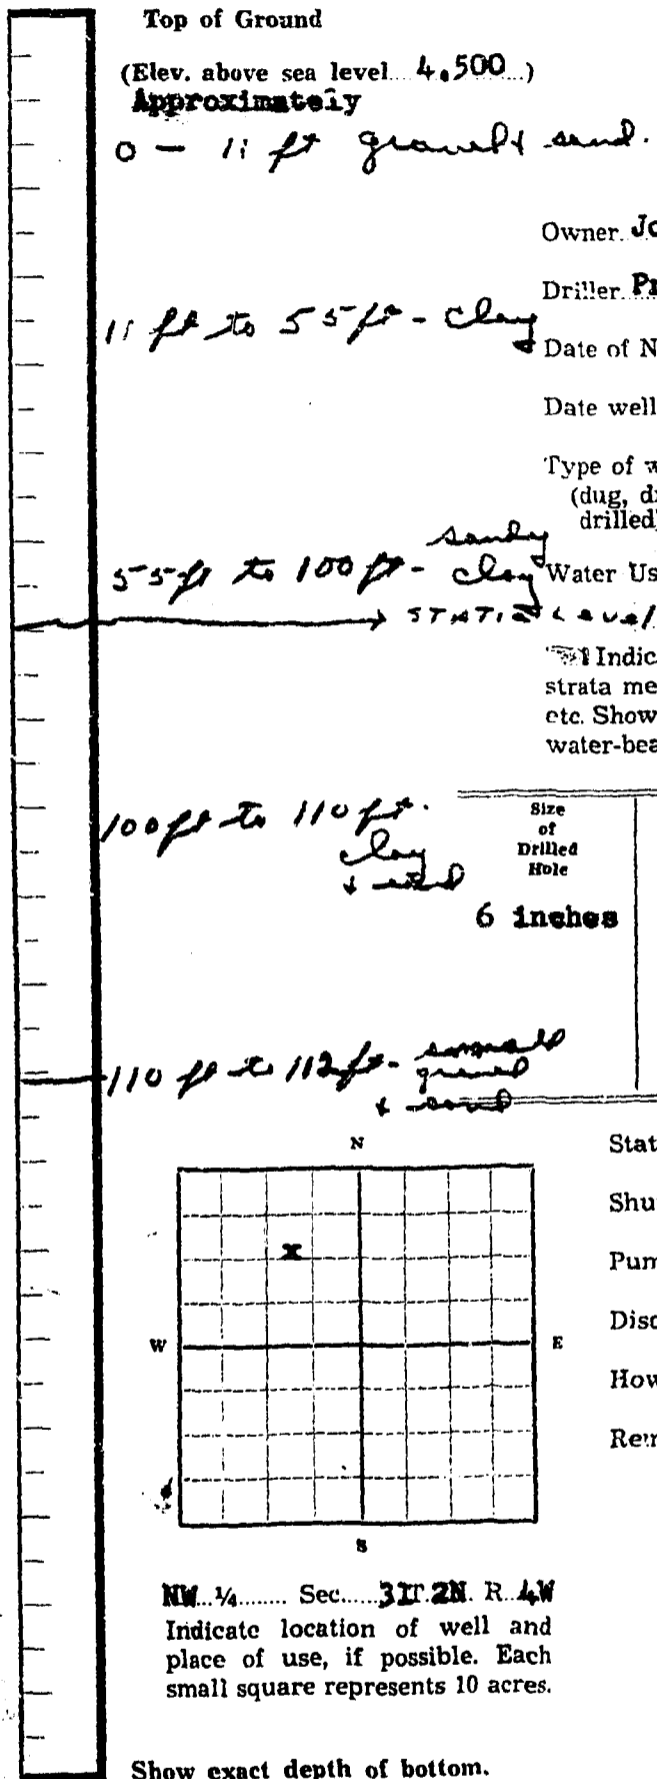 Top of Ground
(Elev. above sea level 4,500 )
Approximately
0 - 11 ft gravel & sand.
Owner. Jo
Driller. Pr
11 ft to 55 ft - clay
Date of N
Date well
Type of w
(dug, d
drilled)
55 ft to 100 ft - sandy clay
Water Us
STATIC Level
Indic
strata me
etc. Show
water-bea
100 ft to 110 ft.
clay
& sand
Size
of
Drilled
Hole
6 inches
110 ft to 112 ft - small
gravel
& sand
N
Stat
Shu
x
Pum
Disc
W
E
How
Rem
S
NW 1/4 Sec. 31 T. 2N. R. 4W
Indicate location of well and
place of use, if possible. Each
small square represents 10 acres.
Show exact depth of bottom.